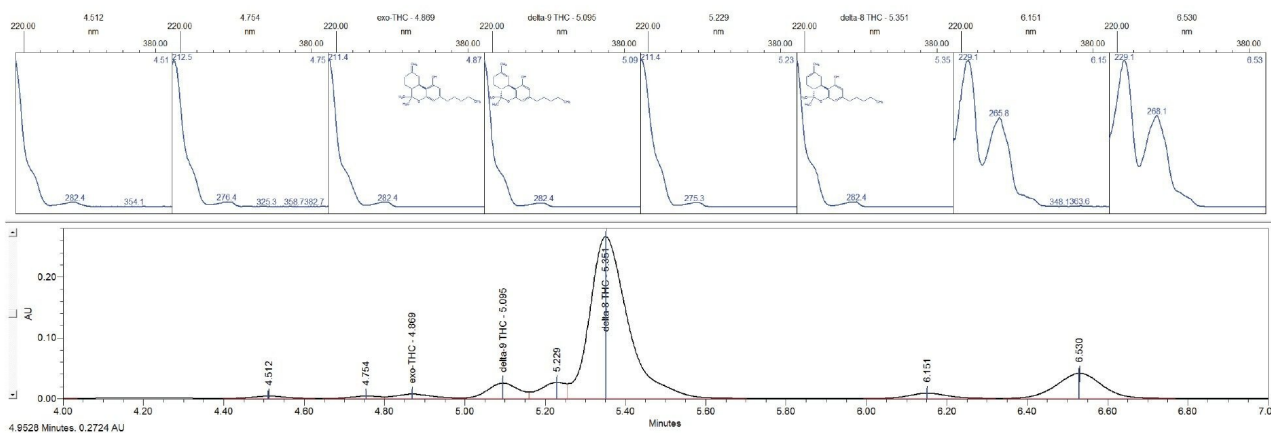 4.512
4.754
exo-THC - 4.869
delta-9 THC - 5.095
5.229
delta-8 THC - 5.351
6.151
6.530
220.00 nm 380.00
220.00 nm 380.00
220.00 nm 380.00
220.00 nm 380.00
220.00 nm 380.00
220.00 nm 380.00
220.00 nm 380.00
220.00 nm 380.00
4.51
282.4
354.1
212.5
4.75
276.4
325.3
358.7382.7
211.4
4.87
282.4
5.09
282.4
211.4
5.23
275.3
5.35
282.4
229.1
6.15
265.8
348.1363.6
229.1
6.53
268.1
AU
0.20
0.10
0.00
4.512
4.754
exo-THC - 4.869
delta-9 THC - 5.095
5.229
delta-8 THC - 5.351
6.151
6.530
4.00 4.20 4.40 4.60 4.80 5.00 5.20 5.40 5.60 5.80 6.00 6.20 6.40 6.60 6.80 7.0
Minutes
4.9528 Minutes, 0.2724 AU